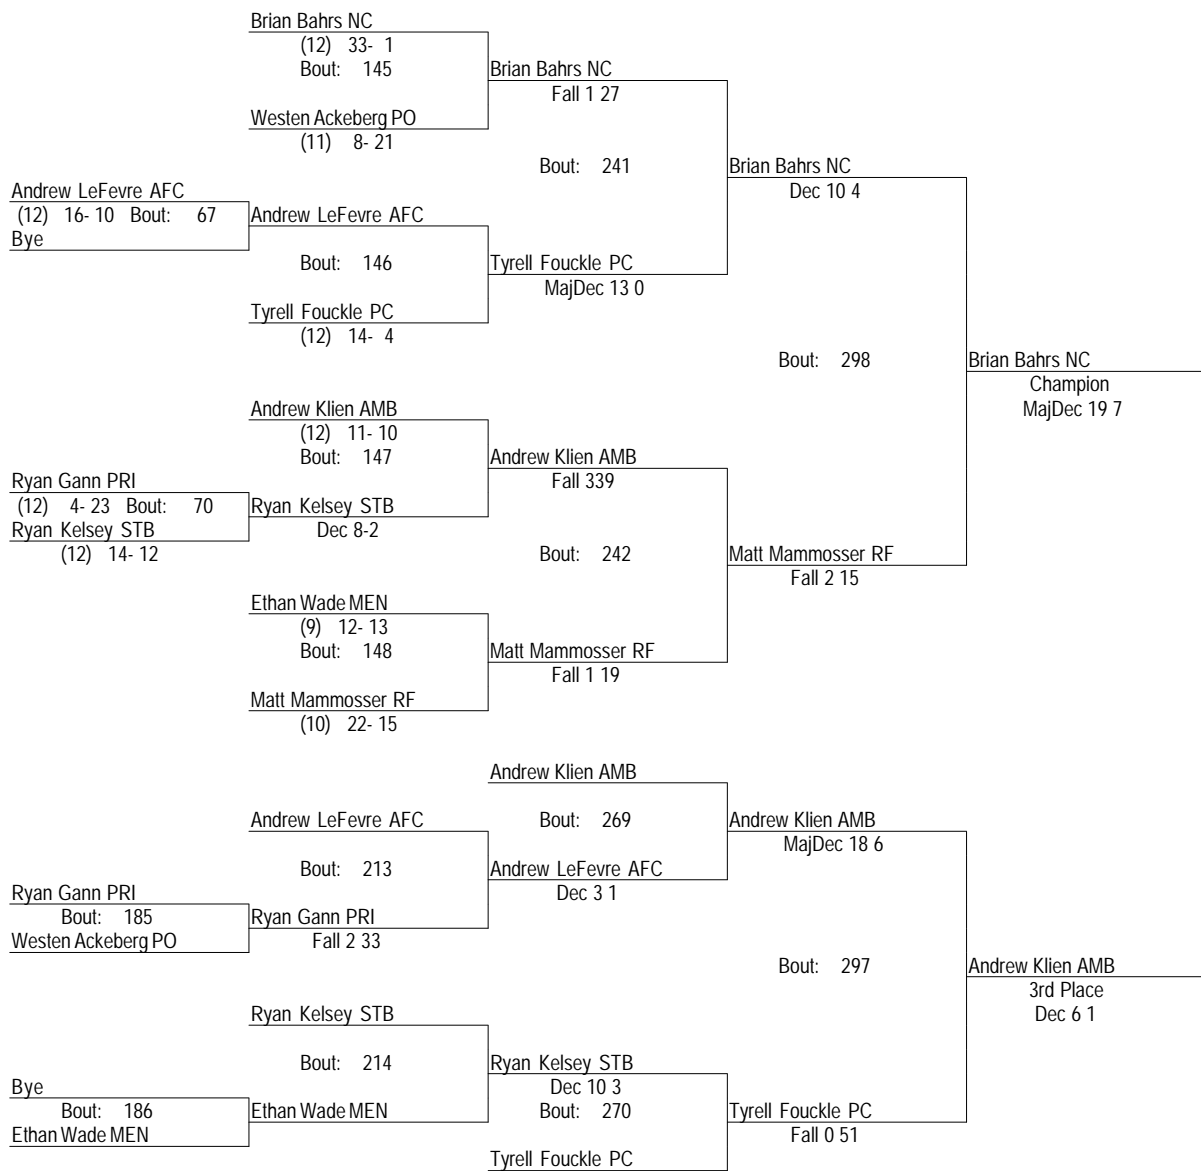 Brian Bahrs NC
(12) 33- 1
Bout: 145
Brian Bahrs NC
Fall 1 27
Westen Ackeberg PO
(11) 8- 21
Bout: 241
Brian Bahrs NC
Dec 10 4
Andrew LeFevre AFC
(12) 16- 10 Bout: 67
Andrew LeFevre AFC
Bye
Bout: 146
Tyrell Fouckle PC
MajDec 13 0
Tyrell Fouckle PC
(12) 14- 4
Bout: 298
Brian Bahrs NC
Champion
MajDec 19 7
Andrew Klien AMB
(12) 11- 10
Bout: 147
Andrew Klien AMB
Fall 339
Ryan Gann PRI
(12) 4- 23 Bout: 70
Ryan Kelsey STB
Ryan Kelsey STB
Dec 8-2
(12) 14- 12
Bout: 242
Matt Mammosser RF
Fall 2 15
Ethan Wade MEN
(9) 12- 13
Bout: 148
Matt Mammosser RF
Fall 1 19
Matt Mammosser RF
(10) 22- 15
Andrew Klien AMB
Andrew LeFevre AFC
Bout: 269
Andrew Klien AMB
MajDec 18 6
Bout: 213
Andrew LeFevre AFC
Dec 3 1
Ryan Gann PRI
Bout: 185
Ryan Gann PRI
Westen Ackeberg PO
Fall 2 33
Bout: 297
Andrew Klien AMB
3rd Place
Dec 6 1
Ryan Kelsey STB
Bout: 214
Ryan Kelsey STB
Dec 10 3
Bye
Bout: 186
Ethan Wade MEN
Bout: 270
Tyrell Fouckle PC
Fall 0 51
Ethan Wade MEN
Tyrell Fouckle PC